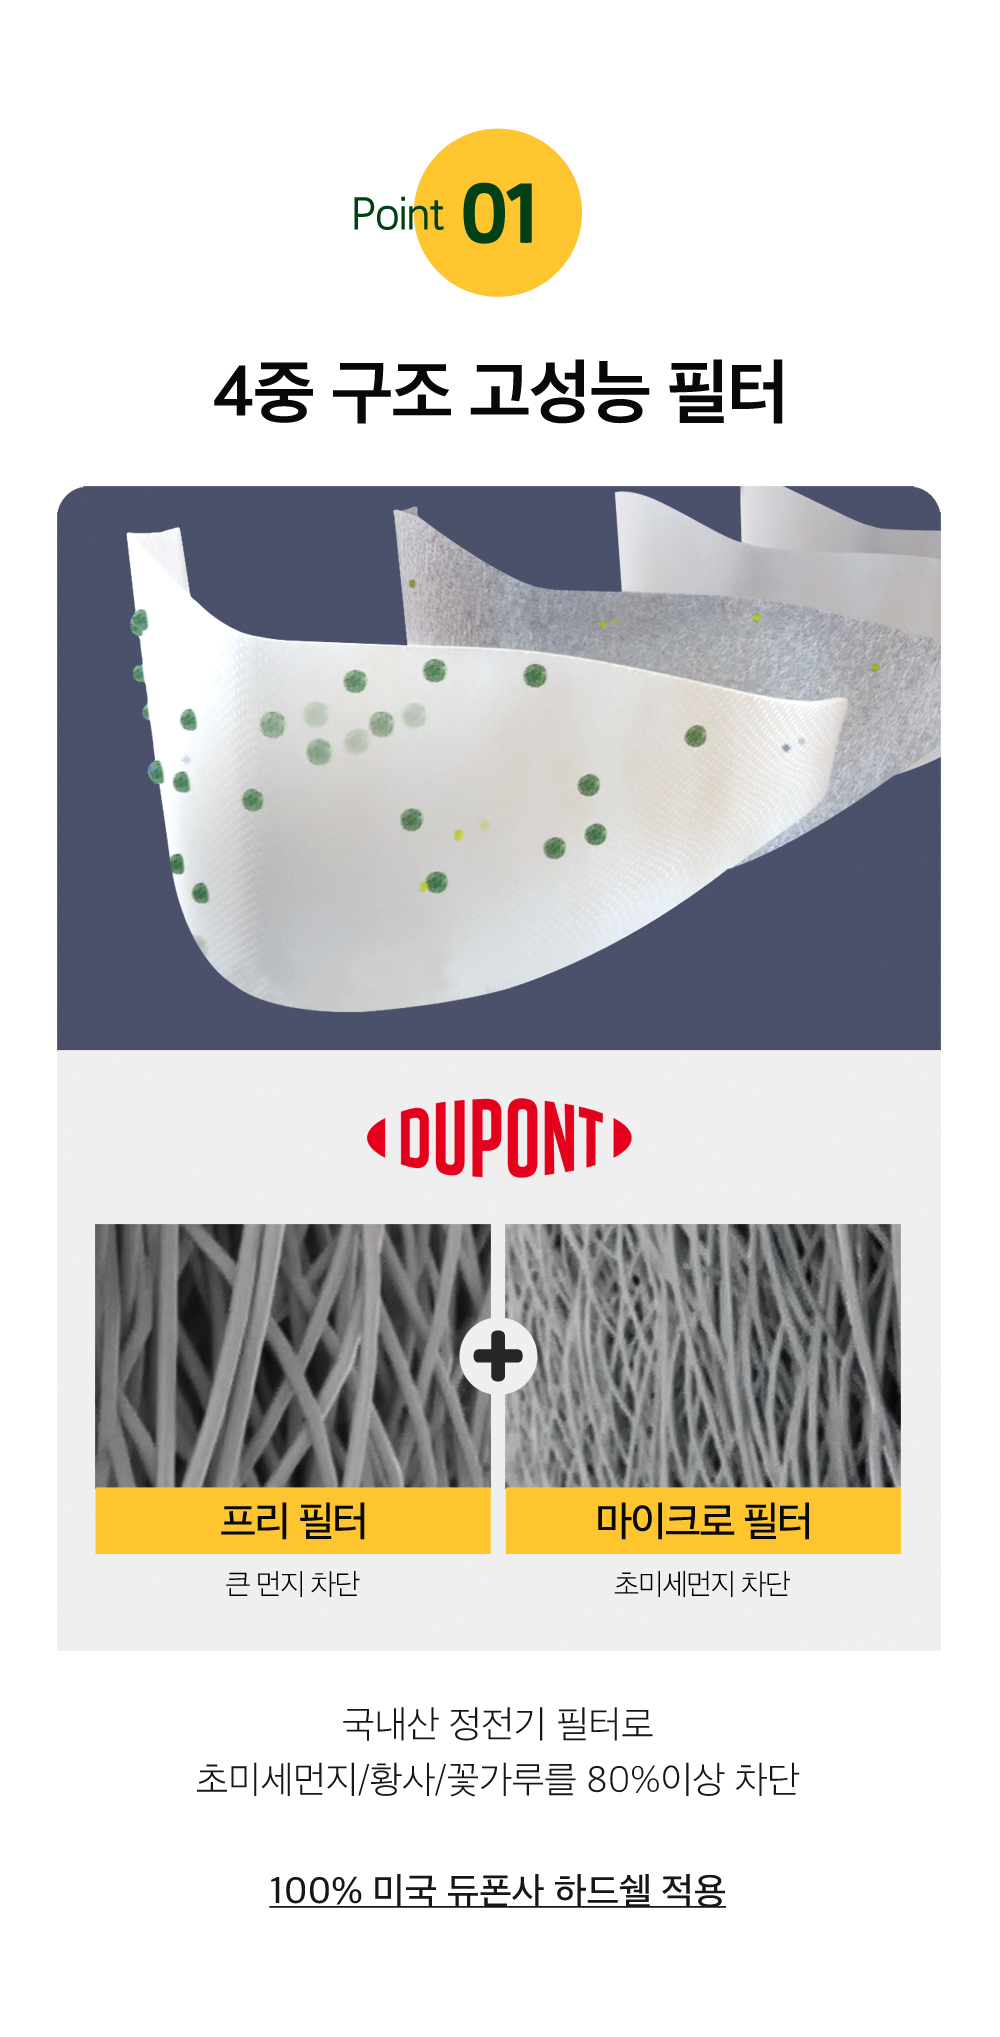 Point 01
4중 구조 고성능 필터
DUPONT
프리 필터
마이크로 필터
큰 먼지 차단
초미세먼지 차단
국내산 정전기 필터로
초미세먼지/황사/꽃가루를 80%이상 차단
100% 미국 듀폰사 하드쉘 적용